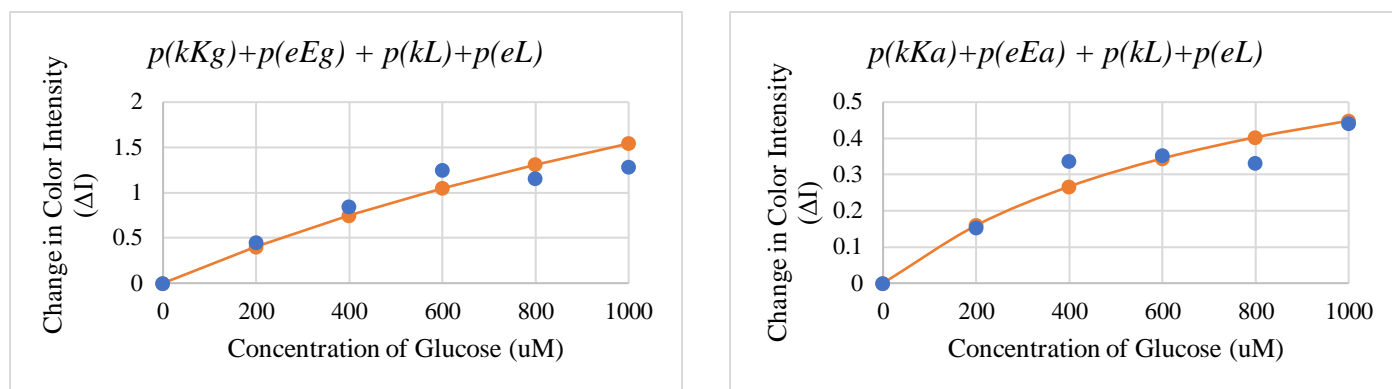 p(kKg)+p(eEg) + p(kL)+p(eL)
Change in Color Intensity
(ΔI)
2
1.5
1
0.5
0
0 200 400 600 800 1000
Concentration of Glucose (uM)
p(kKa)+p(eEa) + p(kL)+p(eL)
Change in Color Intensity
(ΔI)
0.5
0.4
0.3
0.2
0.1
0
0 200 400 600 800 1000
Concentration of Glucose (uM)